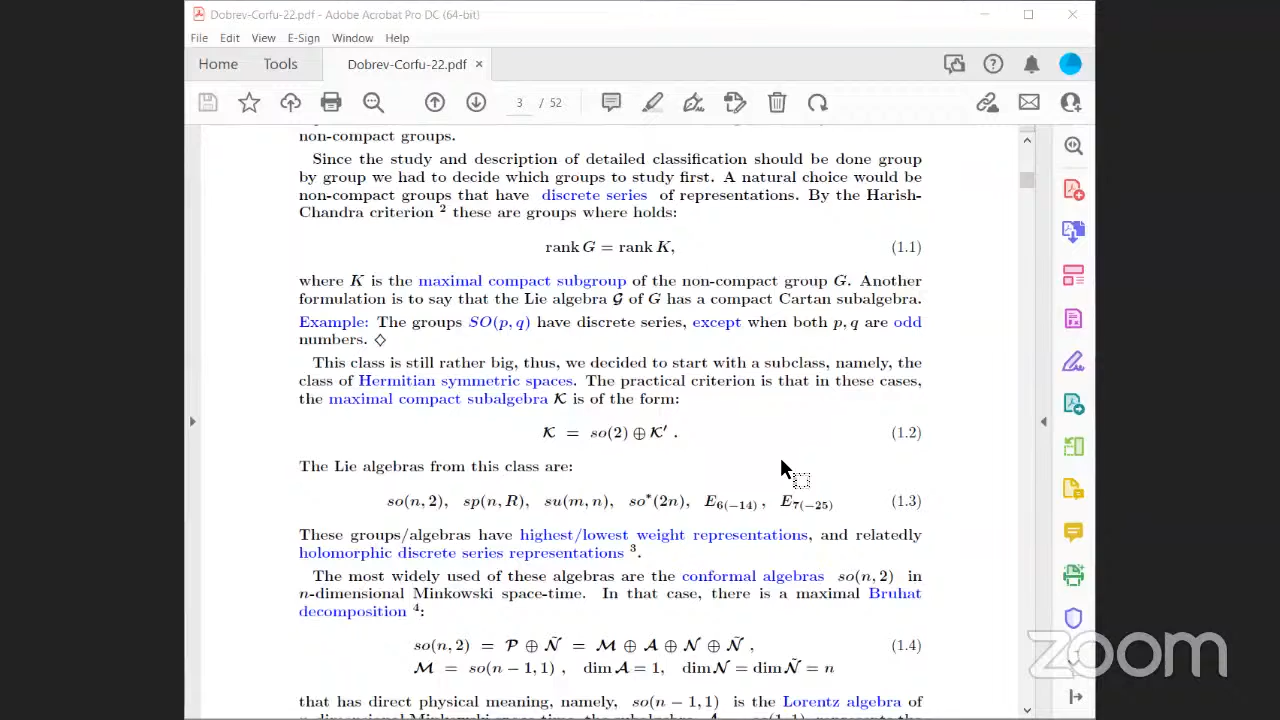 Dobrev-Corfu-22.pdf - Adobe Acrobat Pro DC (64-bit)
File Edit View E-Sign Window Help
Home Tools Dobrev-Corfu-22.pdf ×
3 / 52
non-compact groups.
Since the study and description of detailed classification should be done group
by group we had to decide which groups to study first. A natural choice would be
non-compact groups that have discrete series of representations. By the Harish-
Chandra criterion ² these are groups where holds:
rank G = rank K, (1.1)
where K is the maximal compact subgroup of the non-compact group G. Another
formulation is to say that the Lie algebra 𝒢 of G has a compact Cartan subalgebra.
Example: The groups SO(p, q) have discrete series, except when both p, q are odd
numbers. ◇
This class is still rather big, thus, we decided to start with a subclass, namely, the
class of Hermitian symmetric spaces. The practical criterion is that in these cases,
the maximal compact subalgebra 𝒦 is of the form:
𝒦 = so(2) ⊕ 𝒦′ . (1.2)
The Lie algebras from this class are:
so(n, 2), sp(n, R), su(m, n), so*(2n), E₆₍₋₁₄₎ , E₇₍₋₂₅₎ (1.3)
These groups/algebras have highest/lowest weight representations, and relatedly
holomorphic discrete series representations ³.
The most widely used of these algebras are the conformal algebras so(n, 2) in
n-dimensional Minkowski space-time. In that case, there is a maximal Bruhat
decomposition ⁴:
so(n, 2) = 𝒫 ⊕ 𝒩̃ = ℳ ⊕ 𝒜 ⊕ 𝒩 ⊕ 𝒩̃ , (1.4)
ℳ = so(n − 1, 1) , dim 𝒜 = 1, dim 𝒩 = dim 𝒩̃ = n
that has direct physical meaning, namely, so(n − 1, 1) is the Lorentz algebra of
zoom